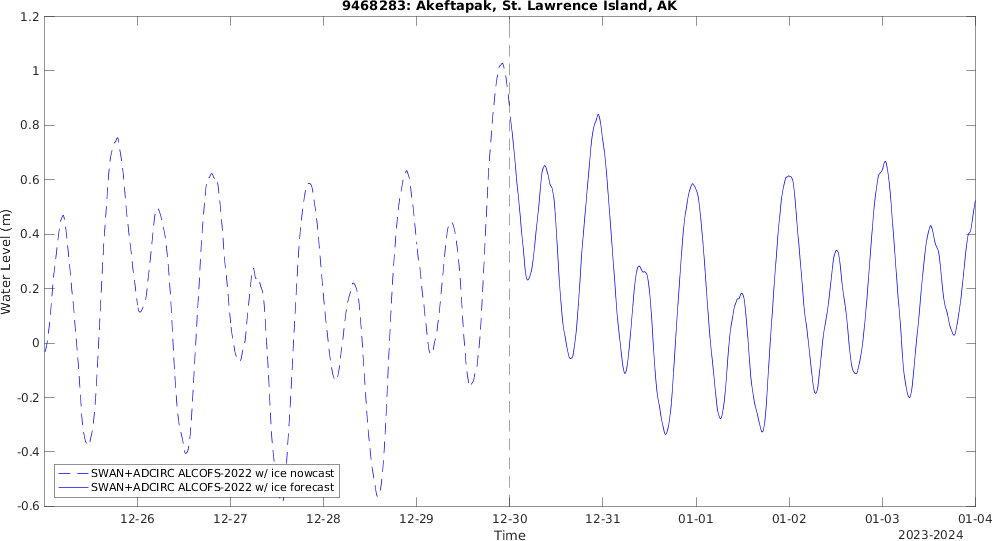 9468283: Akeftapak, St. Lawrence Island, AK
1.2
1
0.8
0.6
0.4
0.2
0
-0.2
-0.4
-0.6
Water Level (m)
SWAN+ADCIRC ALCOFS-2022 w/ ice nowcast
SWAN+ADCIRC ALCOFS-2022 w/ ice forecast
12-26 12-27 12-28 12-29 12-30 12-31 01-01 01-02 01-03 01-04
Time
2023-2024